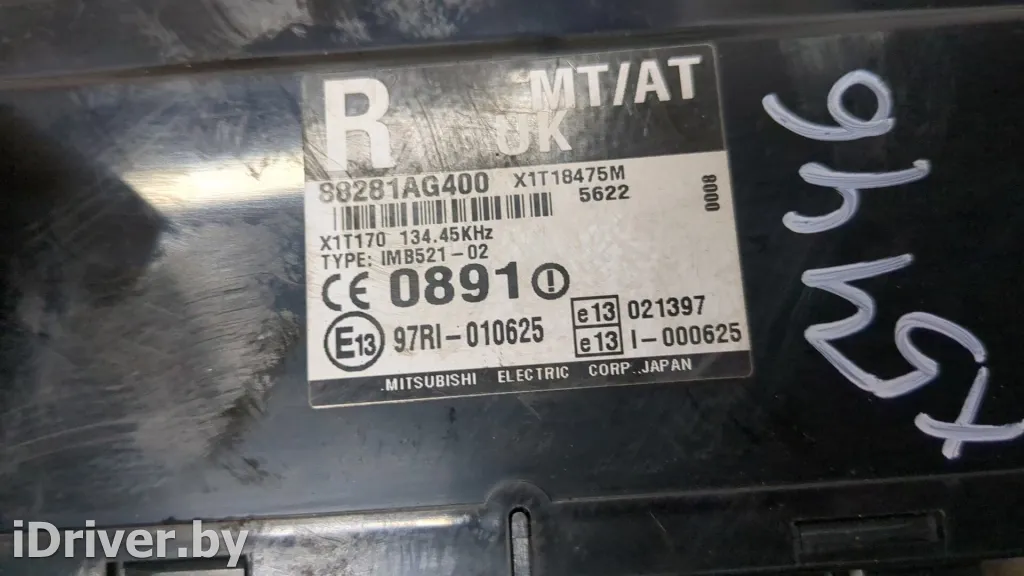 R
MT/AT
UK
88281AG400 X1T18475M
5622
0008
X1T170 134.45KHz
TYPE: IMB521-02
CE 0891
E13 97RI-010625
e13 021397
e13 I-000625
MITSUBISHI ELECTRIC CORP. JAPAN
iDriver.by